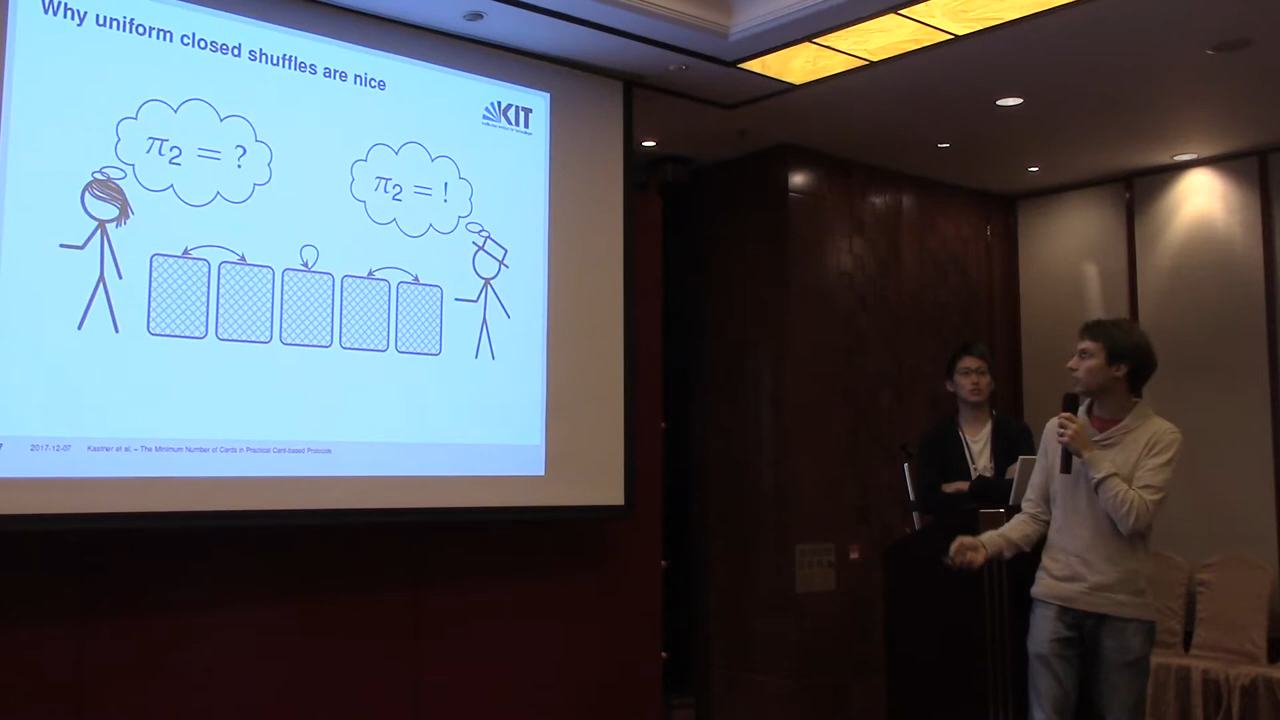 Why uniform closed shuffles are nice
KIT
π₂ = ?
π₂ = !
7 2017-12-07 Kastner et al. – The Minimum Number of Cards in Practical Card-based Protocols